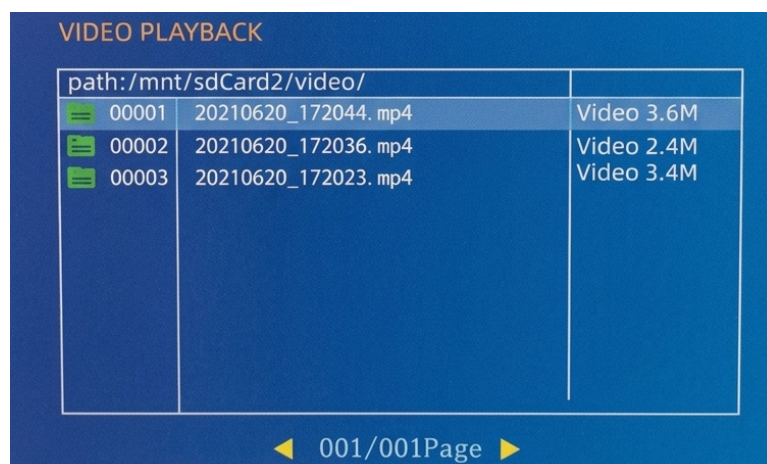 VIDEO PLAYBACK
path:/mnt/sdCard2/video/
00001 20210620_172044.mp4 Video 3.6M
00002 20210620_172036.mp4 Video 2.4M
00003 20210620_172023.mp4 Video 3.4M
001/001Page